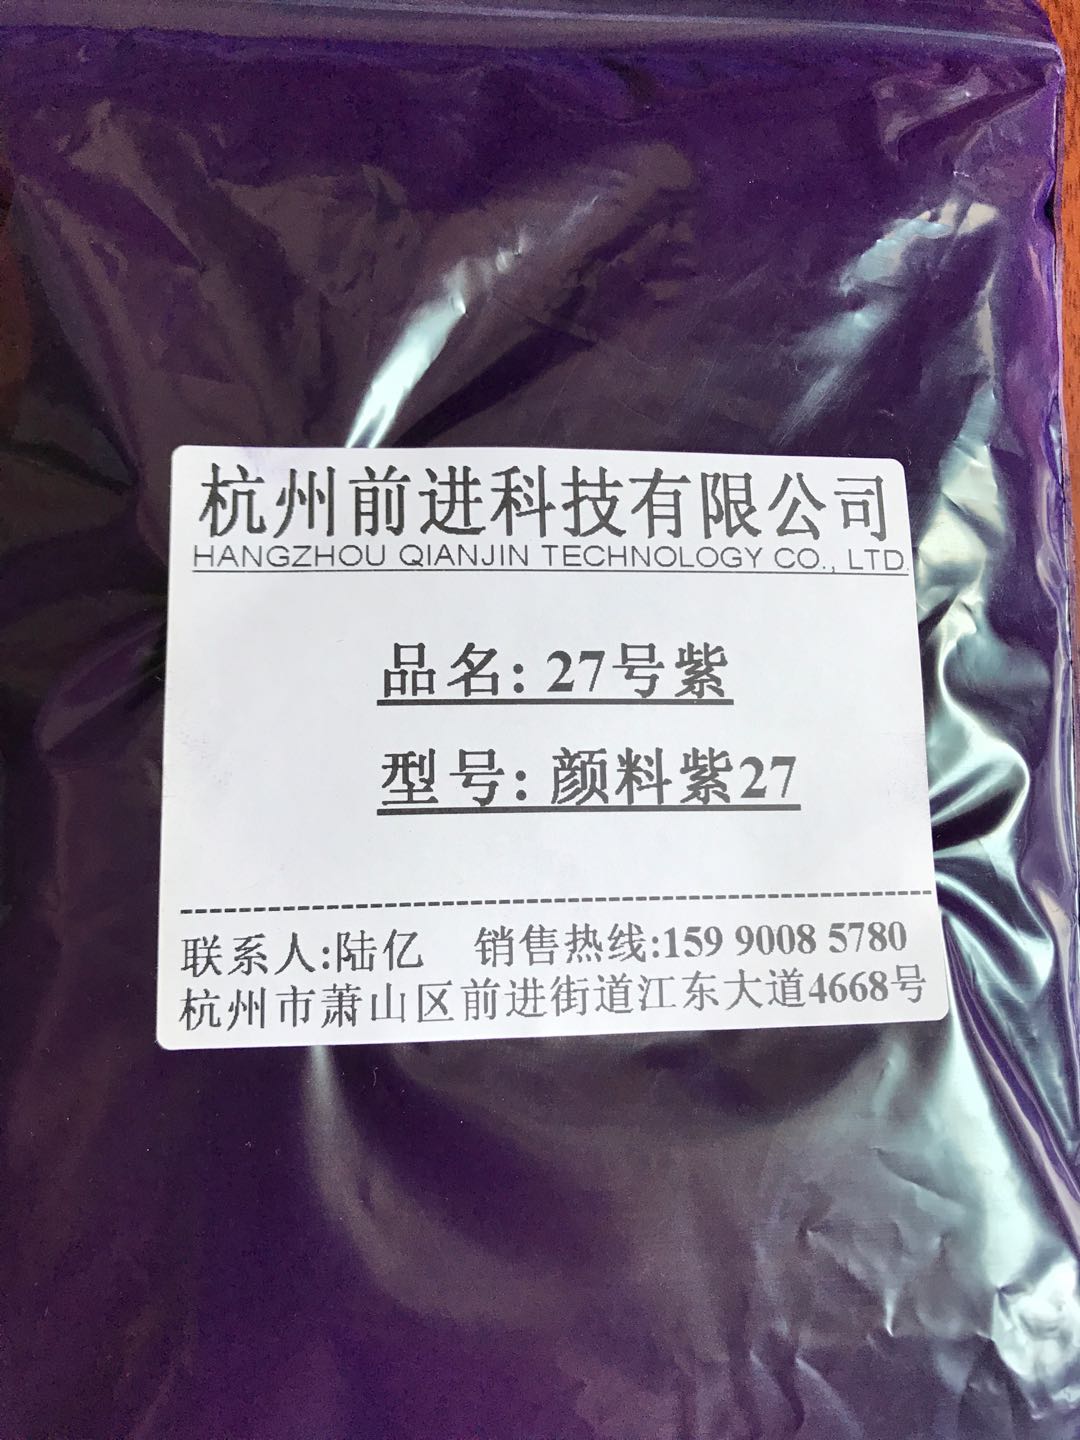 杭州前进科技有限公司
HANGZHOU QIANJIN TECHNOLOGY CO., LTD.
品名: 27号紫
型号: 颜料紫27
联系人:陆亿 销售热线:159 9008 5780
杭州市萧山区前进街道江东大道4668号